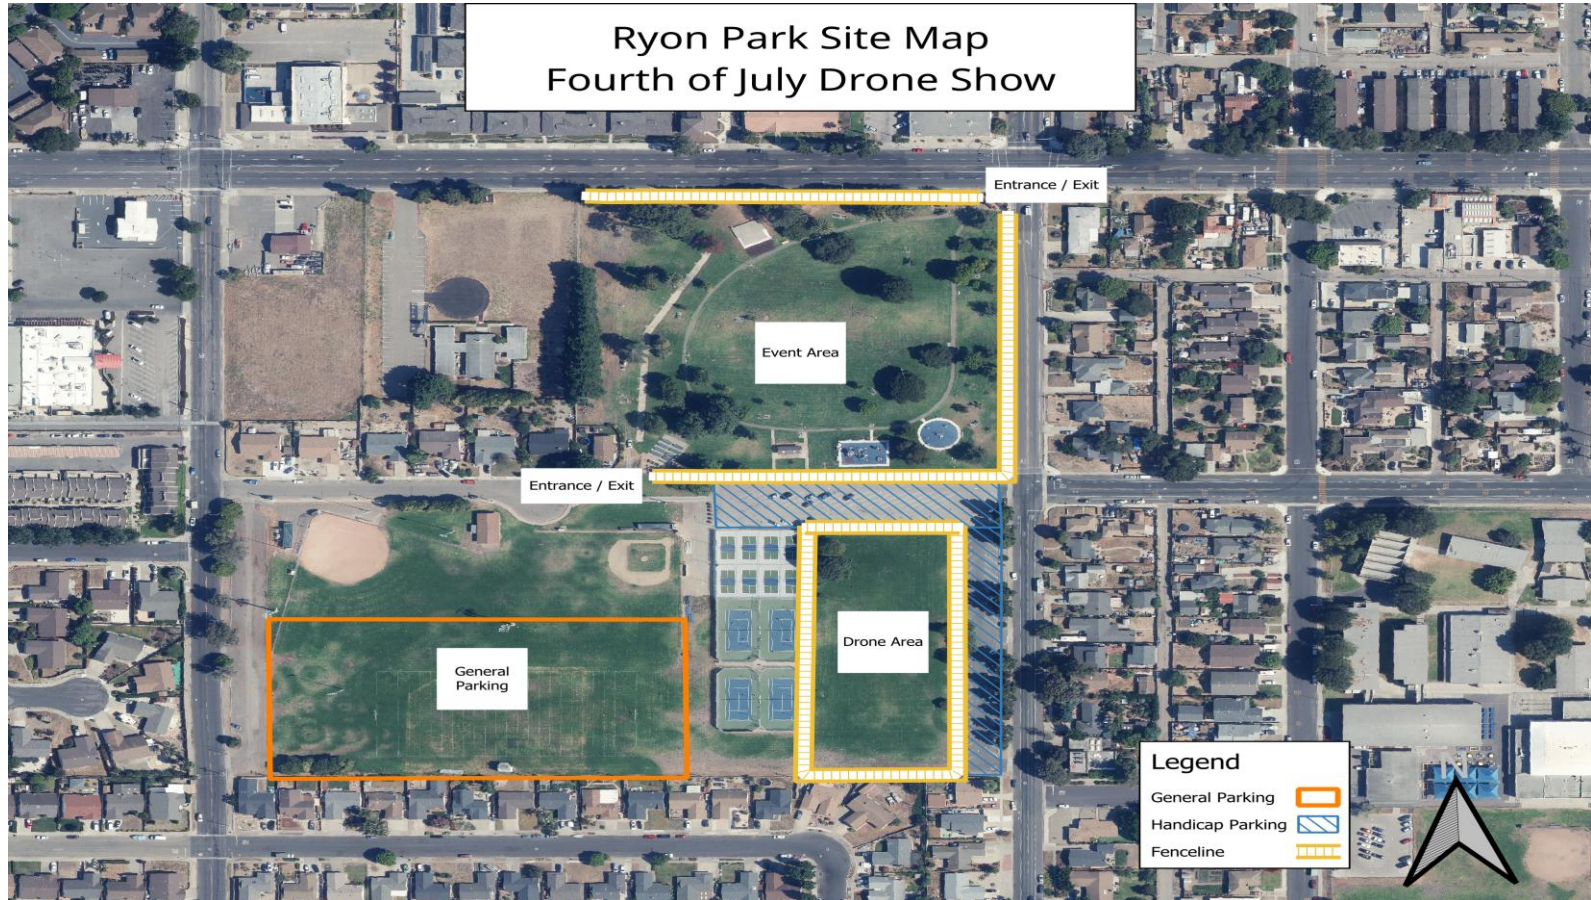 Ryon Park Site Map
Fourth of July Drone Show
Entrance / Exit
Event Area
Entrance / Exit
Drone Area
General
Parking
Legend
General Parking
Handicap Parking
Fenceline